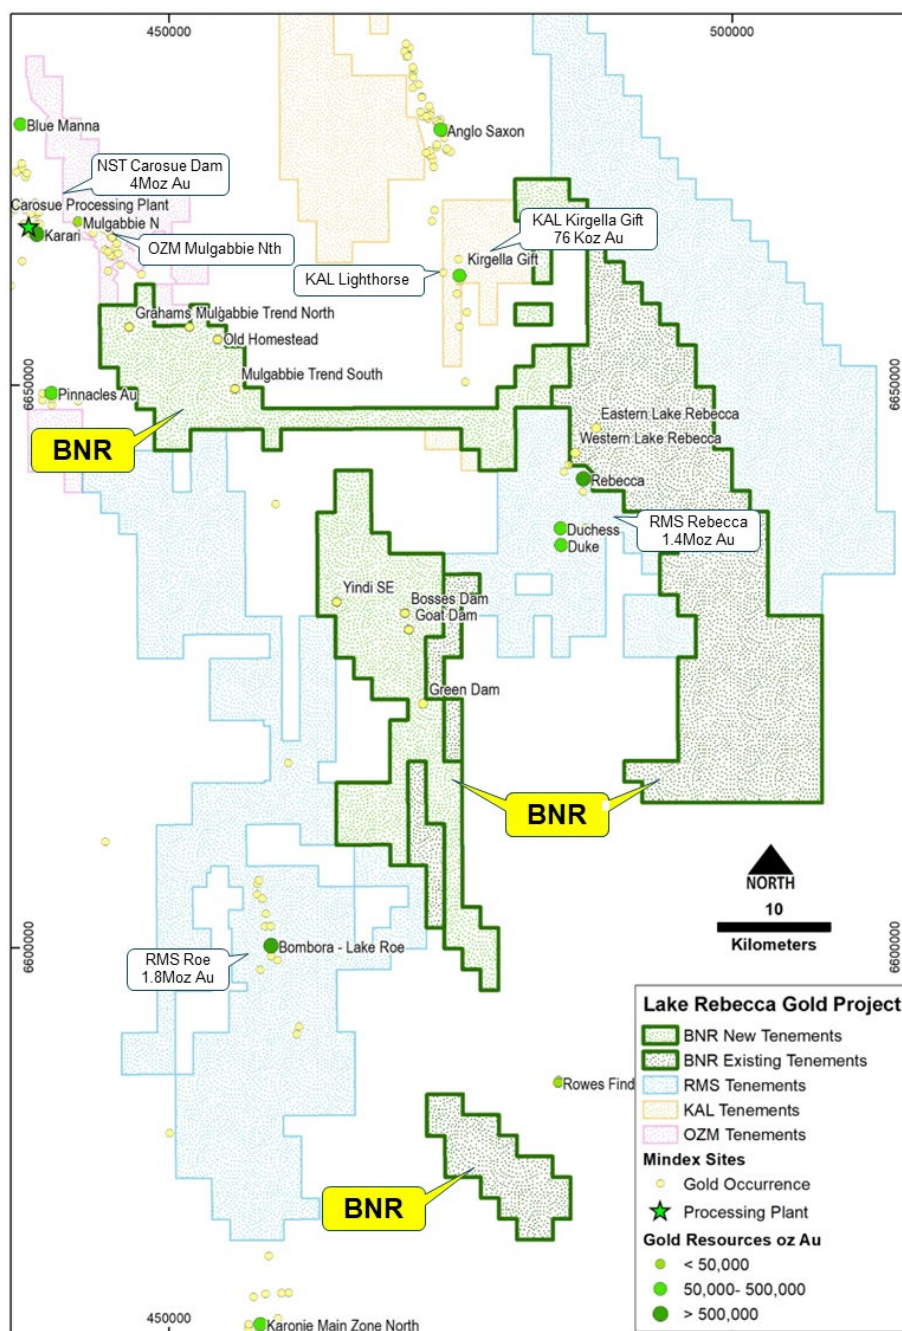 450000
500000
Blue Manna
Anglo Saxon
NST Carosue Dam
4Moz Au
Carosue Processing Plant
Mulgabbie N
Karari
OZM Mulgabbie Nth
KAL Kirgella Gift
76 Koz Au
Kirgella Gift
KAL Lighthorse
Grahams
Mulgabbie Trend North
Old Homestead
6650000
6650000
Mulgabbie Trend South
Pinnacles Au
BNR
Eastern Lake Rebecca
Western Lake Rebecca
Rebecca
RMS Rebecca
1.4Moz Au
Duchess
Duke
Yindi SE
Bosses Dam
Goat Dam
Green Dam
BNR
NORTH
10
Kilometers
6600000
6600000
Bombora - Lake Roe
RMS Roe
1.8Moz Au
Rowes Find
BNR
Lake Rebecca Gold Project
BNR New Tenements
BNR Existing Tenements
RMS Tenements
KAL Tenements
OZM Tenements
Mindex Sites
Gold Occurrence
Processing Plant
Gold Resources oz Au
< 50,000
50,000- 500,000
> 500,000
450000
Karonie Main Zone North